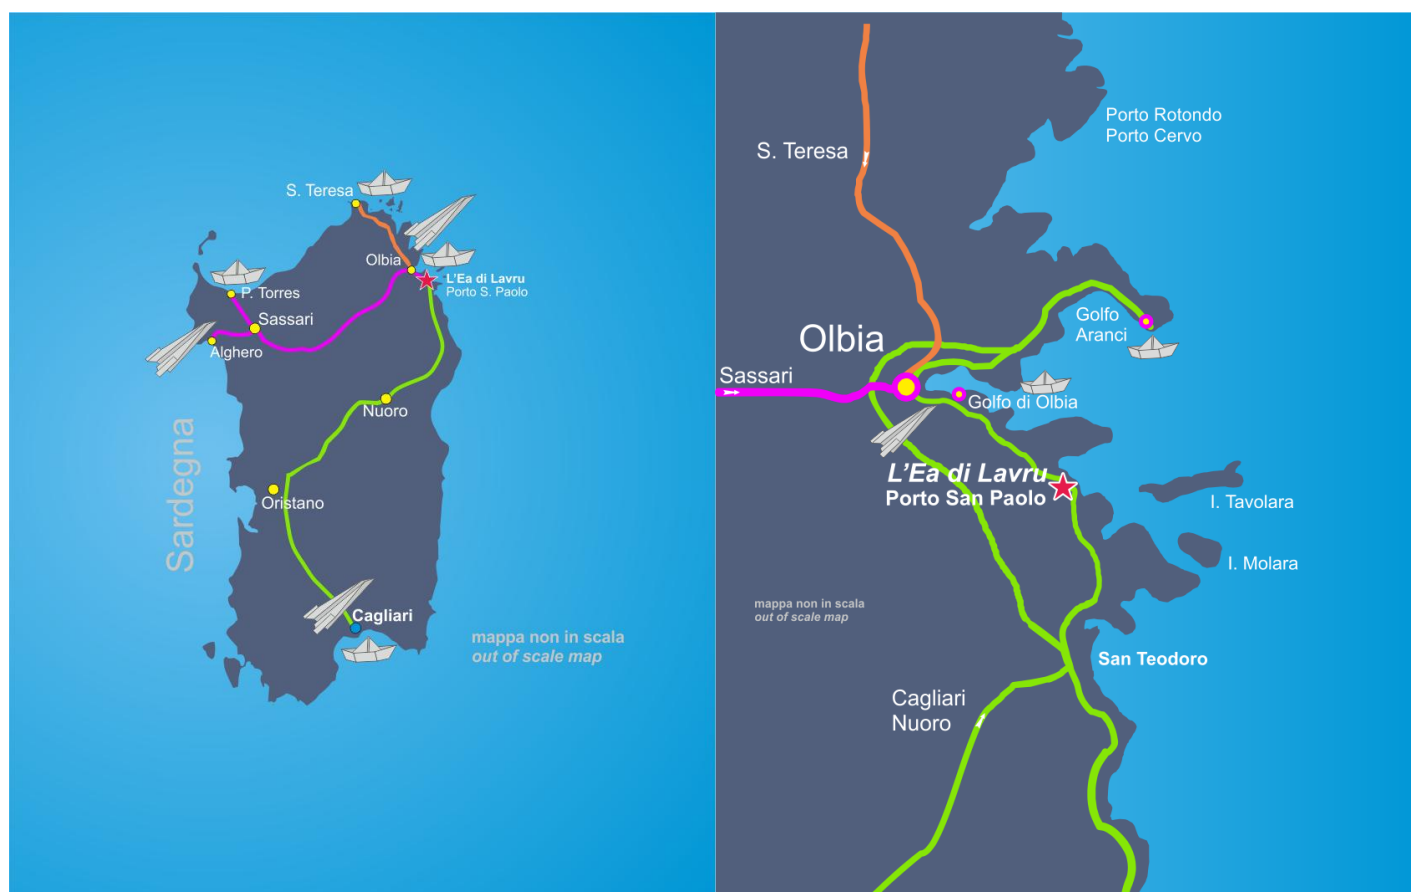 S. Teresa
Olbia
L'Ea di Lavru
Porto S. Paolo
P. Torres
Sassari
Alghero
Nuoro
Sardegna
Oristano
Cagliari
mappa non in scala
out of scale map
Porto Rotondo
Porto Cervo
S. Teresa
Golfo
Aranci
Olbia
Sassari
Golfo di Olbia
L'Ea di Lavru
Porto San Paolo
I. Tavolara
I. Molara
mappa non in scala
out of scale map
San Teodoro
Cagliari
Nuoro